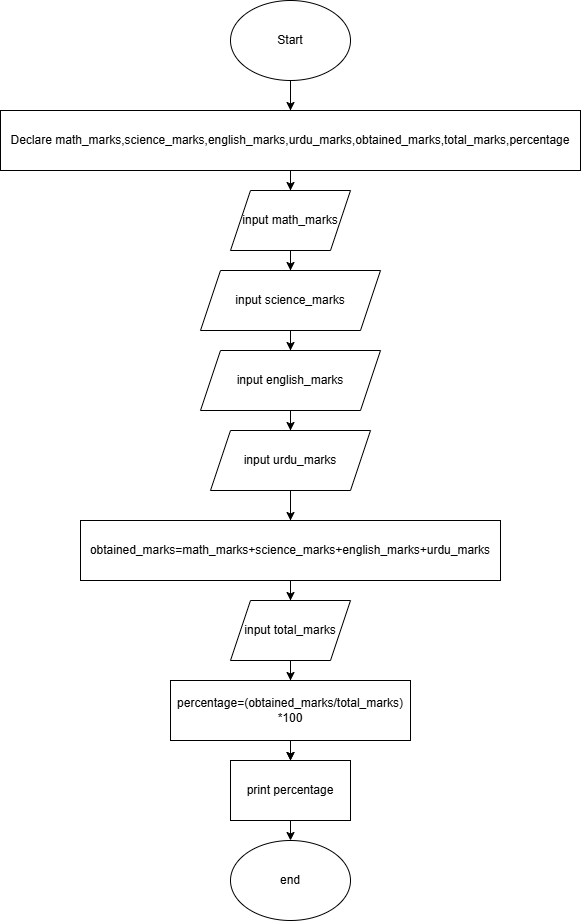 Start
Declare math_marks,science_marks,english_marks,urdu_marks,obtained_marks,total_marks,percentage
input math_marks
input science_marks
input english_marks
input urdu_marks
obtained_marks=math_marks+science_marks+english_marks+urdu_marks
input total_marks
percentage=(obtained_marks/total_marks)
*100
print percentage
end